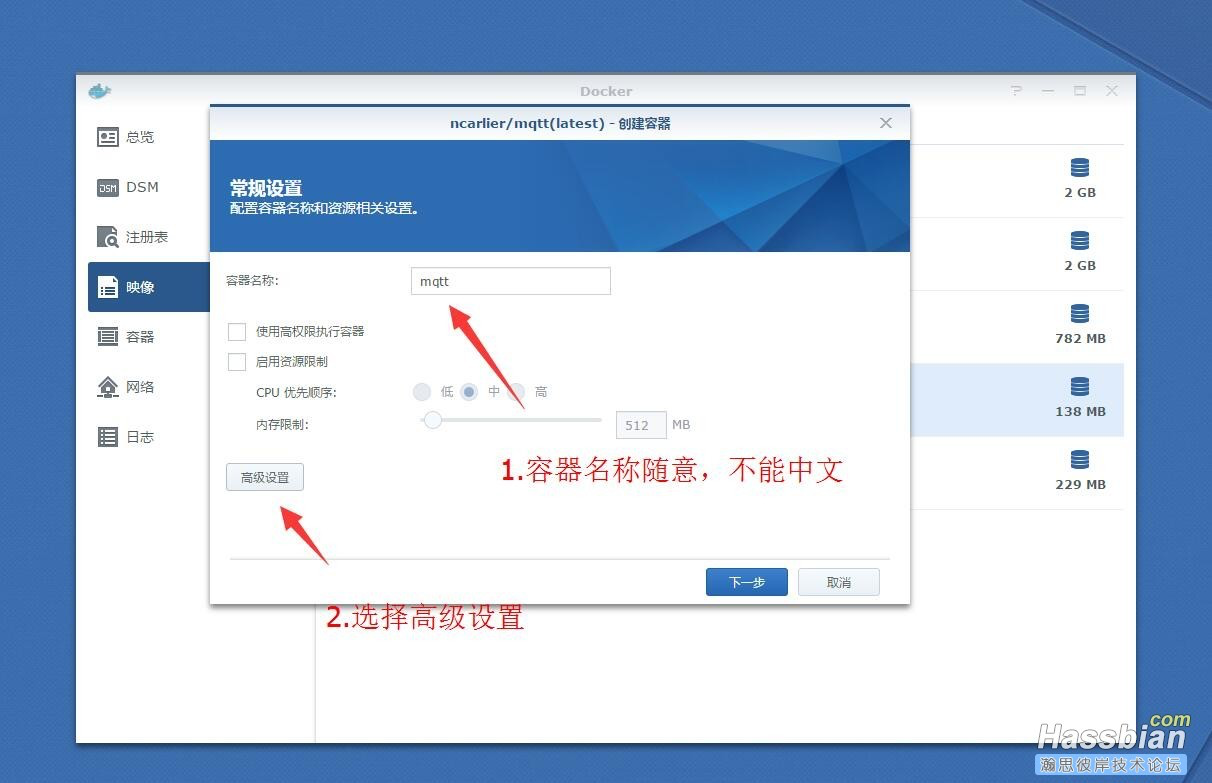 Docker
总览
DSM
DSM
注册表
映像
容器
网络
日志
ncarlier/mqtt(latest) - 创建容器
常规设置
配置容器名称和资源相关设置。
容器名称:
mqtt
使用高权限执行容器
启用资源限制
CPU 优先顺序:
低
中
高
内存限制:
512
MB
高级设置
1.容器名称随意，不能中文
下一步
取消
2.选择高级设置
2 GB
2 GB
782 MB
138 MB
229 MB
.com
Hassbian
瀚思彼岸技术论坛